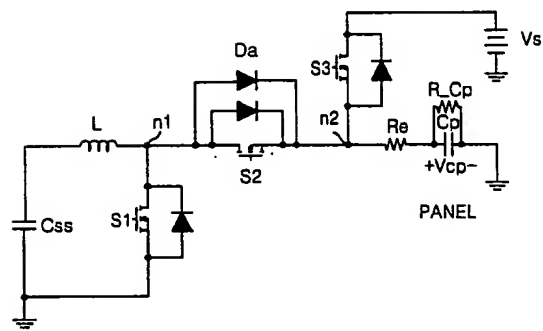 Da
S3
Vs
R_Cp
L
n1
n2
Re
Cp
S2
+Vcp-
S1
PANEL
Css